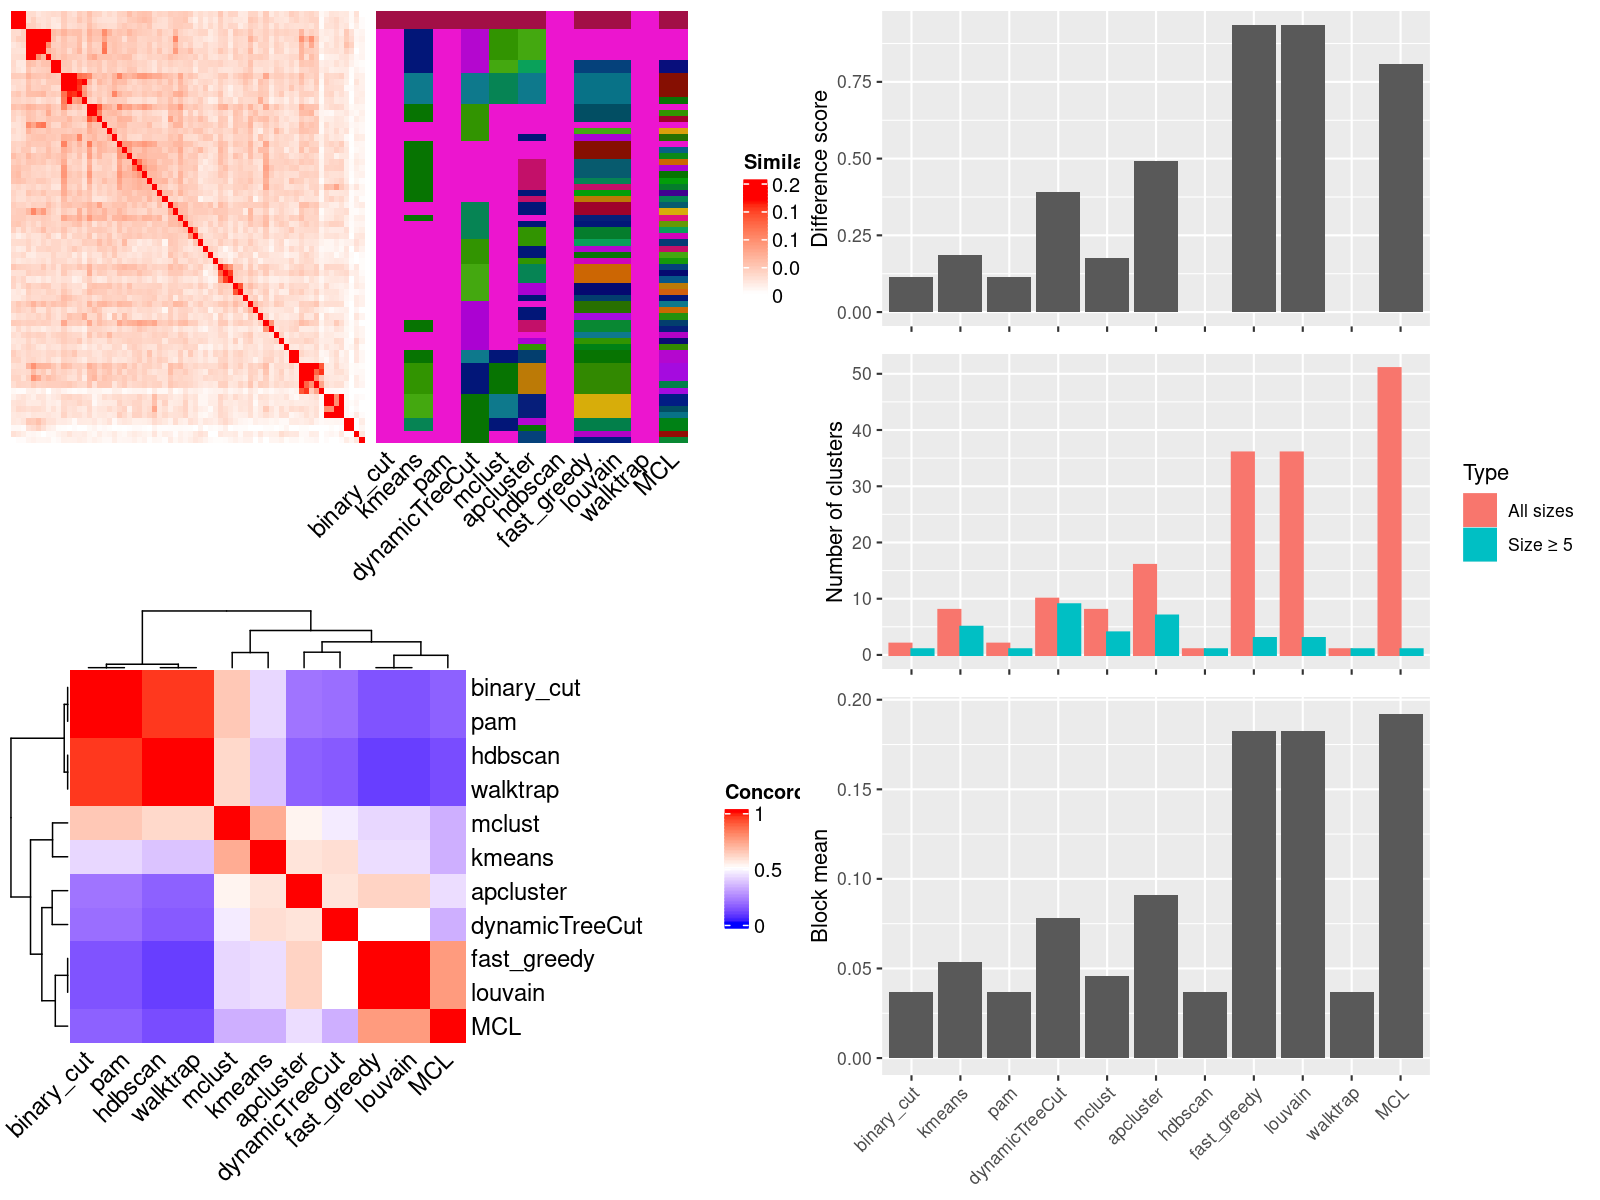 Simila
0.2
0.1
0.1
0.0
0
binary_cut
kmeans
pam
dynamicTreeCut
mclust
apcluster
hdbscan
fast_greedy
louvain
walktrap
MCL
binary_cut
pam
hdbscan
walktrap
mclust
kmeans
apcluster
dynamicTreeCut
fast_greedy
louvain
MCL
Concord
1
0.5
0
binary_cut
pam
hdbscan
walktrap
mclust
kmeans
apcluster
dynamicTreeCut
fast_greedy
louvain
MCL
Difference score
0.75
0.50
0.25
0.00
Number of clusters
50
40
30
20
10
0
Type
All sizes
Size ≥ 5
Block mean
0.20
0.15
0.10
0.05
0.00
binary_cut
kmeans
pam
dynamicTreeCut
mclust
apcluster
hdbscan
fast_greedy
louvain
walktrap
MCL